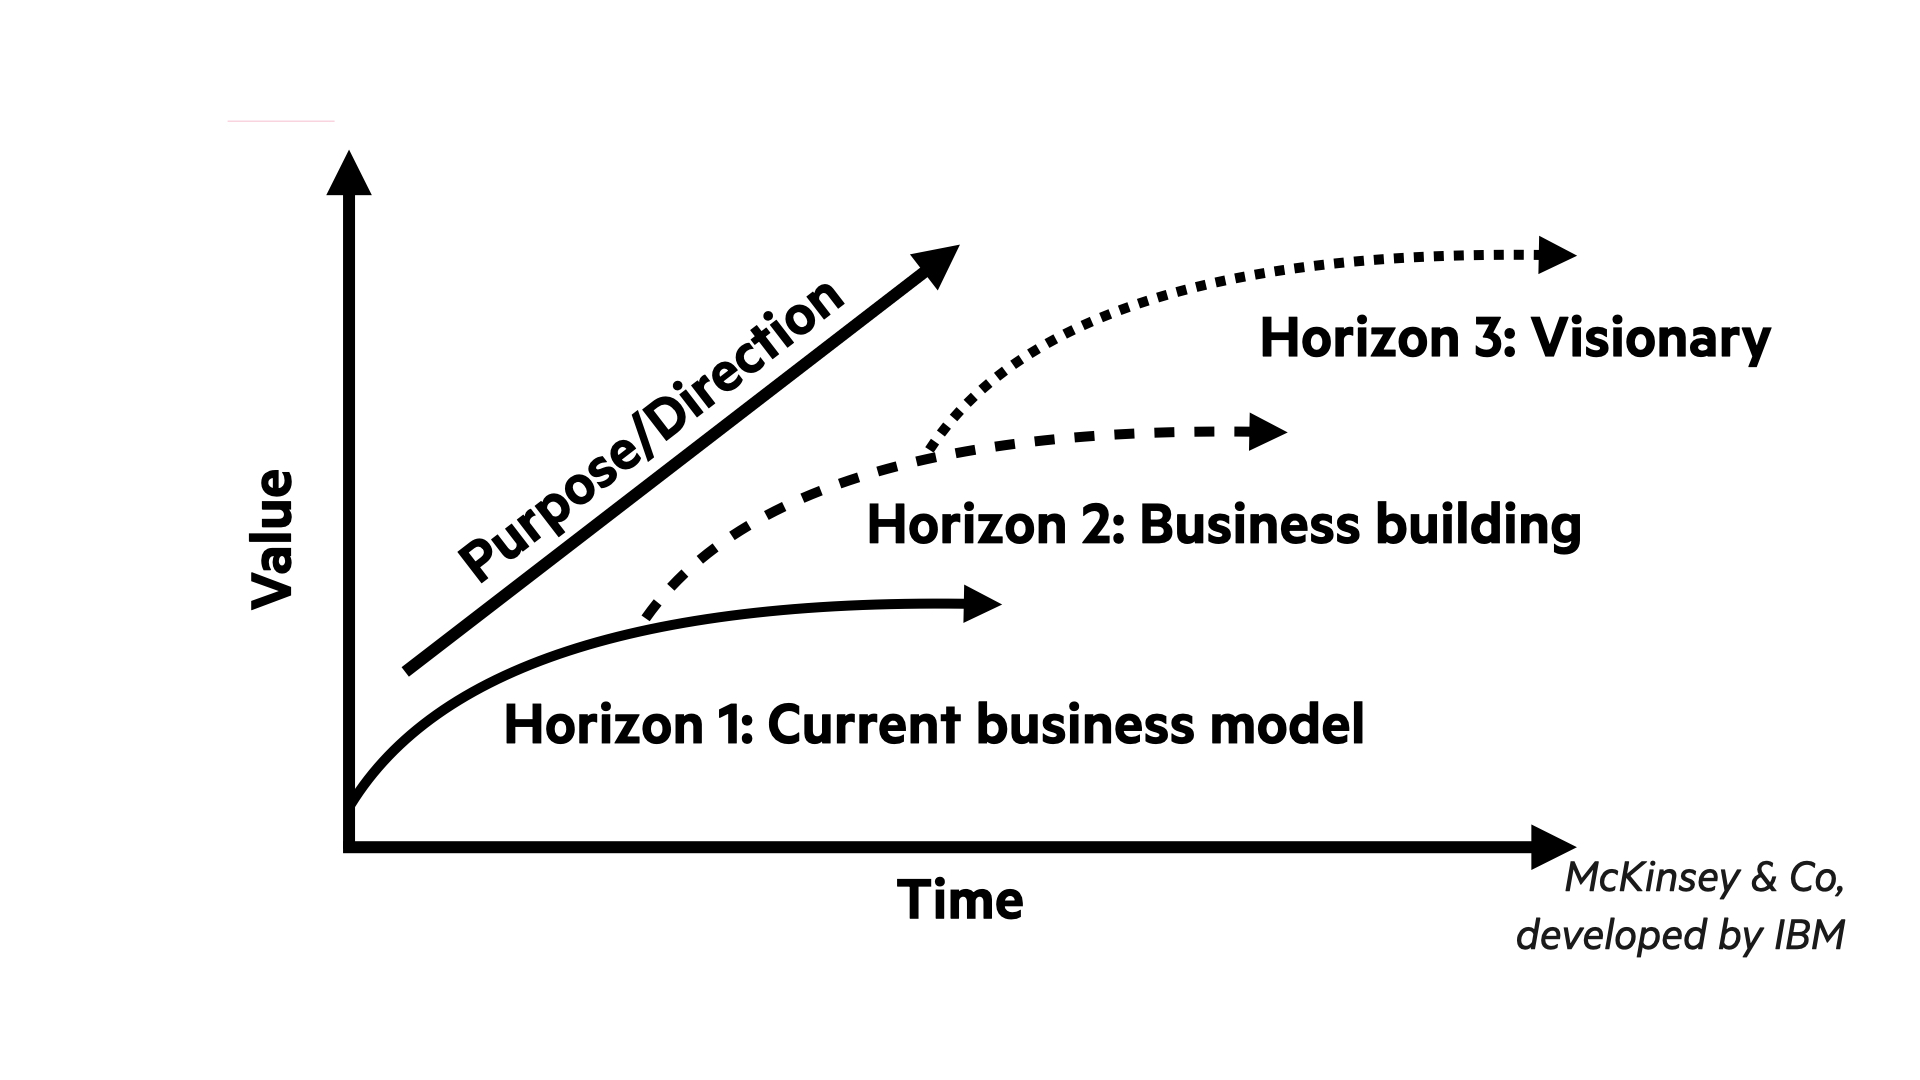 Purpose/Direction
Horizon 3: Visionary
Value
Horizon 2: Business building
Horizon 1: Current business model
Time
McKinsey & Co,
developed by IBM